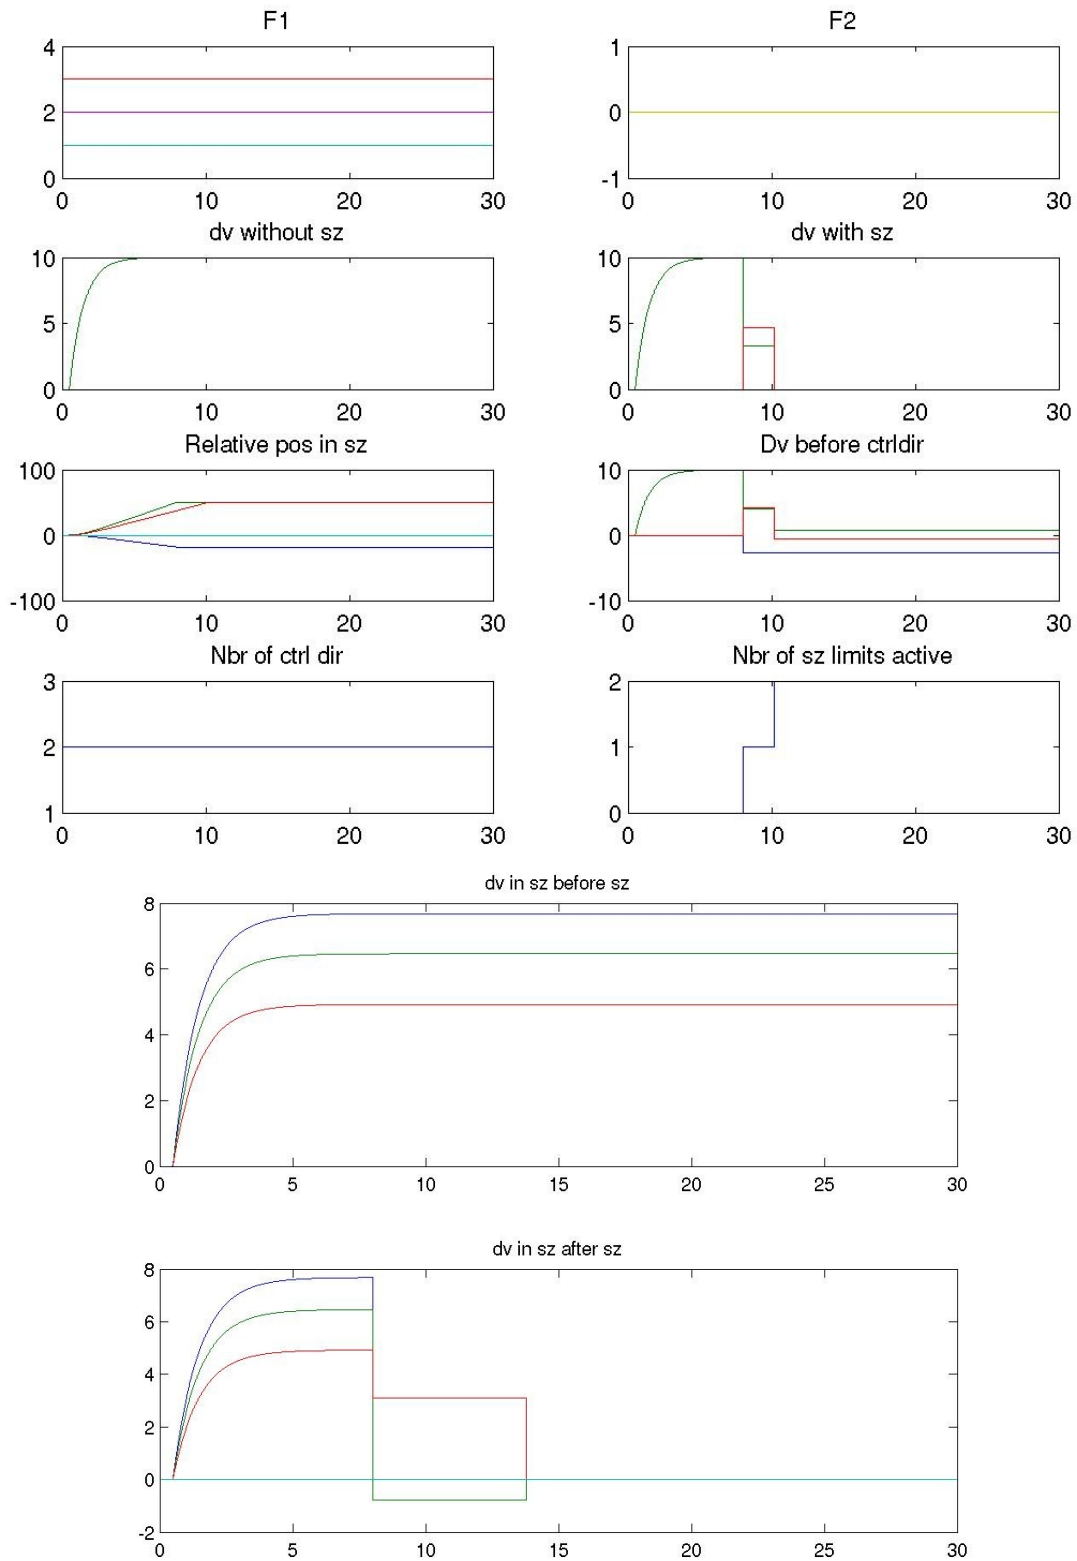 F1 F2
4 1
2 0
0 -1
0 10 20 30 0 10 20 30
dv without sz dv with sz
10 10
5 5
0 0
0 10 20 30 0 10 20 30
Relative pos in sz Dv before ctrldir
100 10
0 0
-100 -10
0 10 20 30 0 10 20 30
Nbr of ctrl dir Nbr of sz limits active
3 2
2 1
1 0
0 10 20 30 0 10 20 30
dv in sz before sz
8
6
4
2
0
0 5 10 15 20 25 30
dv in sz after sz
8
6
4
2
0
-2
0 5 10 15 20 25 30